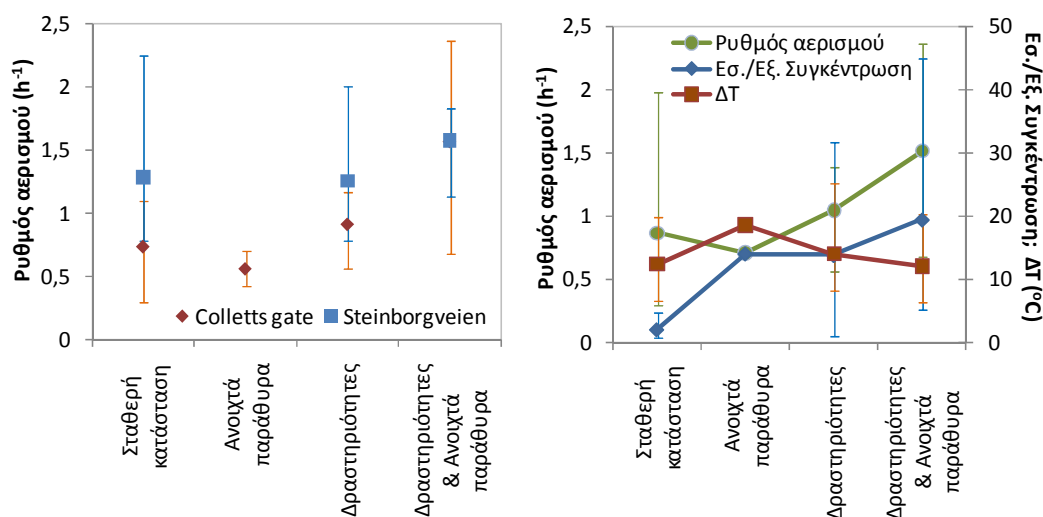 2,5
2
1,5
1
0,5
0
Ρυθμός αερισμού (h-1)
Colletts gate
Steinborgveien
Σταθερή
κατάσταση
Ανοιχτά
παράθυρα
Δραστηριότητες
Δραστηριότητες
& Ανοιχτά
παράθυρα
2,5
2
1,5
1
0,5
0
Ρυθμός αερισμού (h-1)
Ρυθμός αερισμού
Εσ./Εξ. Συγκέντρωση
ΔΤ
50
40
30
20
10
0
Εσ./Εξ. Συγκέντρωση; ΔΤ (οC)
Σταθερή
κατάσταση
Ανοιχτά
παράθυρα
Δραστηριότητες
Δραστηριότητες
& Ανοιχτά
παράθυρα